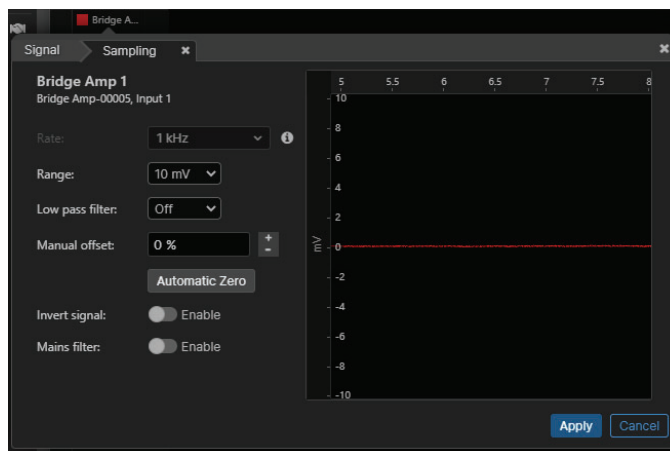 Bridge A...
Signal
Sampling
Bridge Amp 1
Bridge Amp-00005, Input 1
Rate:
1 kHz
Range:
10 mV
Low pass filter:
Off
Manual offset:
0 %
+
-
Automatic Zero
Invert signal:
Enable
Mains filter:
Enable
5
5.5
6
6.5
7
7.5
8
10
8
6
4
2
0
-2
-4
-6
-8
-10
mV
Apply
Cancel